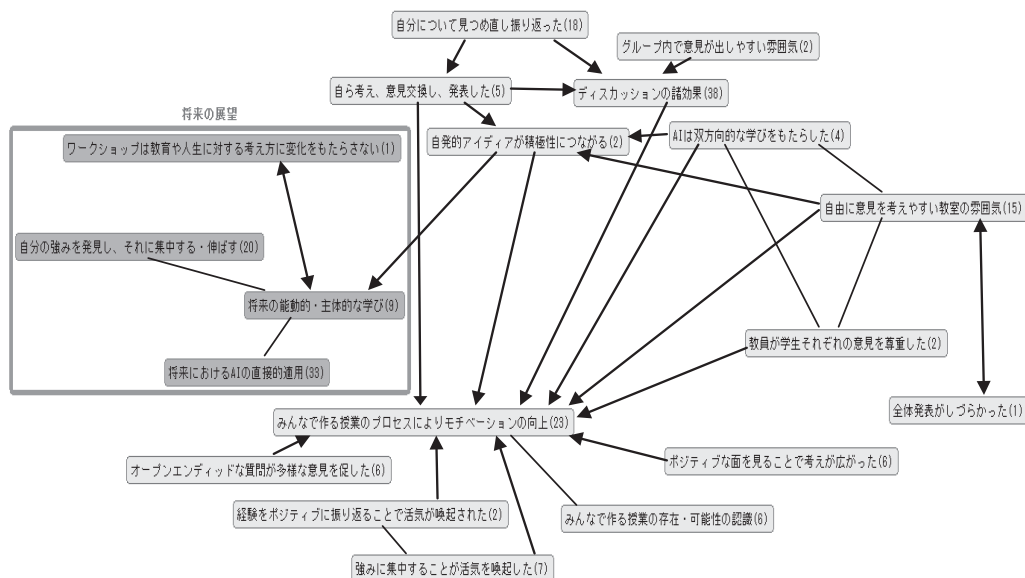 自分について見つめ直し振り返った(18)
グループ内で意見が出しやすい雰囲気(2)
自ら考え、意見交換し、発表した(5)
ディスカッションの諸効果(38)
将来の展望
自発的アイディアが積極性につながる(2)
AIは双方向的な学びをもたらした(4)
ワークショップは教育や人生に対する考え方に変化をもたらさない(1)
自由に意見を考えやすい教室の雰囲気(15)
自分の強みを発見し、それに集中する・伸ばす(20)
将来の能動的・主体的な学び(9)
教員が学生それぞれの意見を尊重した(2)
将来におけるAIの直接的適用(33)
全体発表がしづらかった(1)
みんなで作る授業のプロセスによりモチベーションの向上(23)
オープンエンディッドな質問が多様な意見を促した(6)
ポジティブな面を見ることで考えが広がった(6)
経験をポジティブに振り返ることで活気が喚起された(2)
みんなで作る授業の存在・可能性の認識(6)
強みに集中することが活気を喚起した(7)